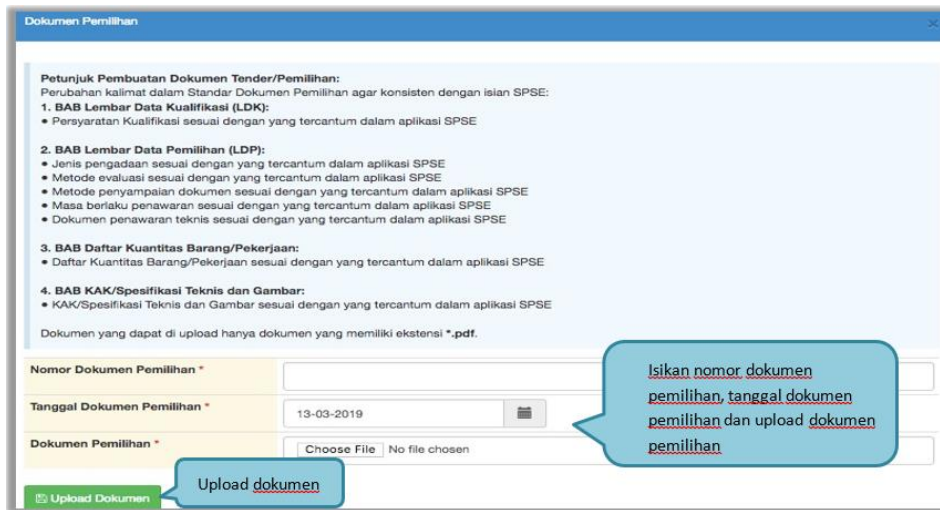 Dokumen Pemilihan
×
Petunjuk Pembuatan Dokumen Tender/Pemilihan:
Perubahan kalimat dalam Standar Dokumen Pemilihan agar konsisten dengan isian SPSE:
1. BAB Lembar Data Kualifikasi (LDK):
• Persyaratan Kualifikasi sesuai dengan yang tercantum dalam aplikasi SPSE
2. BAB Lembar Data Pemilihan (LDP):
• Jenis pengadaan sesuai dengan yang tercantum dalam aplikasi SPSE
• Metode evaluasi sesuai dengan yang tercantum dalam aplikasi SPSE
• Metode penyampaian dokumen sesuai dengan yang tercantum dalam aplikasi SPSE
• Masa berlaku penawaran sesuai dengan yang tercantum dalam aplikasi SPSE
• Dokumen penawaran teknis sesuai dengan yang tercantum dalam aplikasi SPSE
3. BAB Daftar Kuantitas Barang/Pekerjaan:
• Daftar Kuantitas Barang/Pekerjaan sesuai dengan yang tercantum dalam aplikasi SPSE
4. BAB KAK/Spesifikasi Teknis dan Gambar:
• KAK/Spesifikasi Teknis dan Gambar sesuai dengan yang tercantum dalam aplikasi SPSE
Dokumen yang dapat di upload hanya dokumen yang memiliki ekstensi *.pdf.
Nomor Dokumen Pemilihan *
Tanggal Dokumen Pemilihan *
13-03-2019
Dokumen Pemilihan *
Choose File No file chosen
Isikan nomor dokumen
pemilihan, tanggal dokumen
pemilihan dan upload dokumen
pemilihan
Upload dokumen
Upload Dokumen